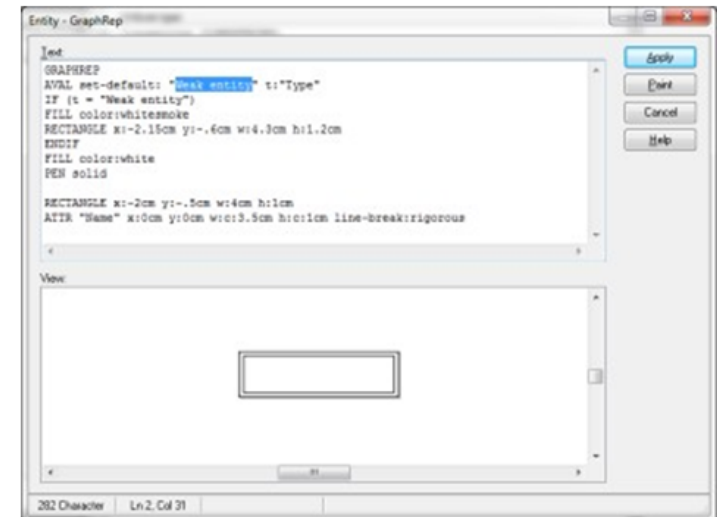 Entity - GraphRep
Text
GRAPHREP
AVAL set-default: "Weak entity" t:"Type"
IF (t = "Weak entity")
FILL color:whitesmoke
RECTANGLE x:-2.15cm y:-.6cm w:4.3cm h:1.2cm
ENDIF
FILL color:white
PEN solid
RECTANGLE x:-2cm y:-.5cm w:4cm h:1cm
ATTR "Name" x:0cm y:0cm w:c:3.5cm h:c:1cm line-break:rigorous
Apply
Paint
Cancel
Help
View:
282 Character
Ln 2, Col 31